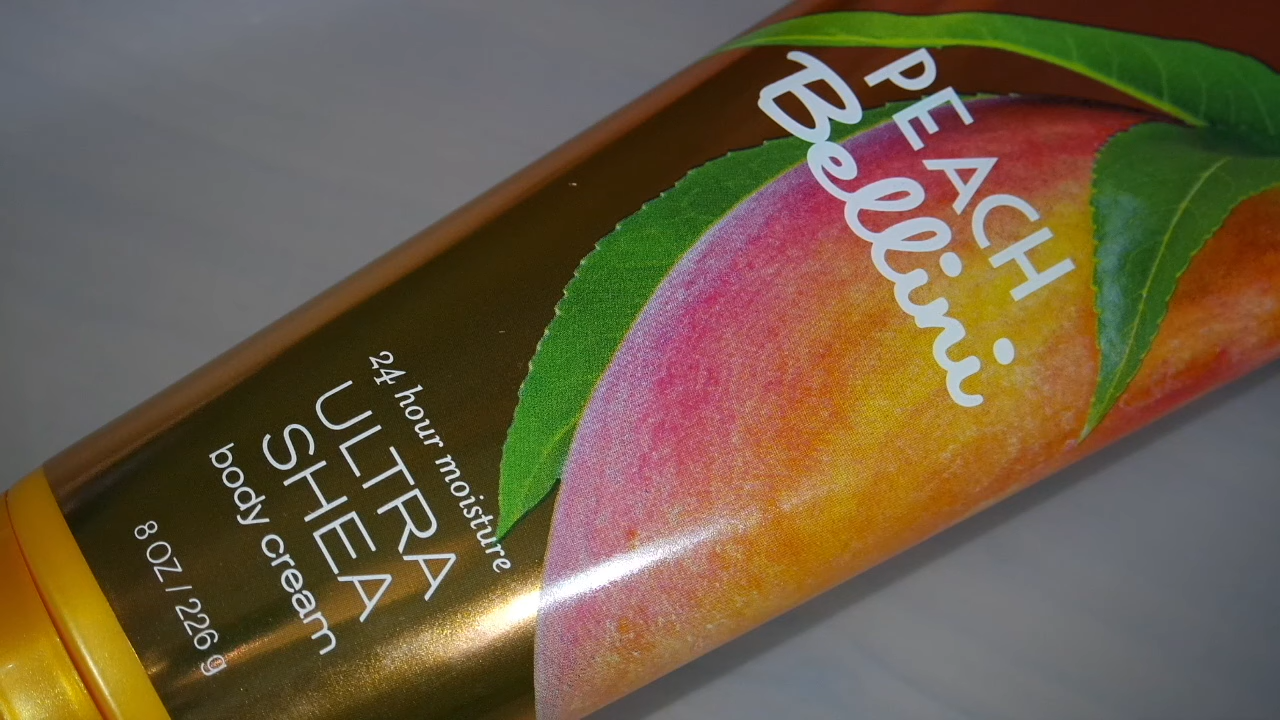 PEACH
Bellini
24 hour moisture
ULTRA
SHEA
body cream
8 OZ / 226 g